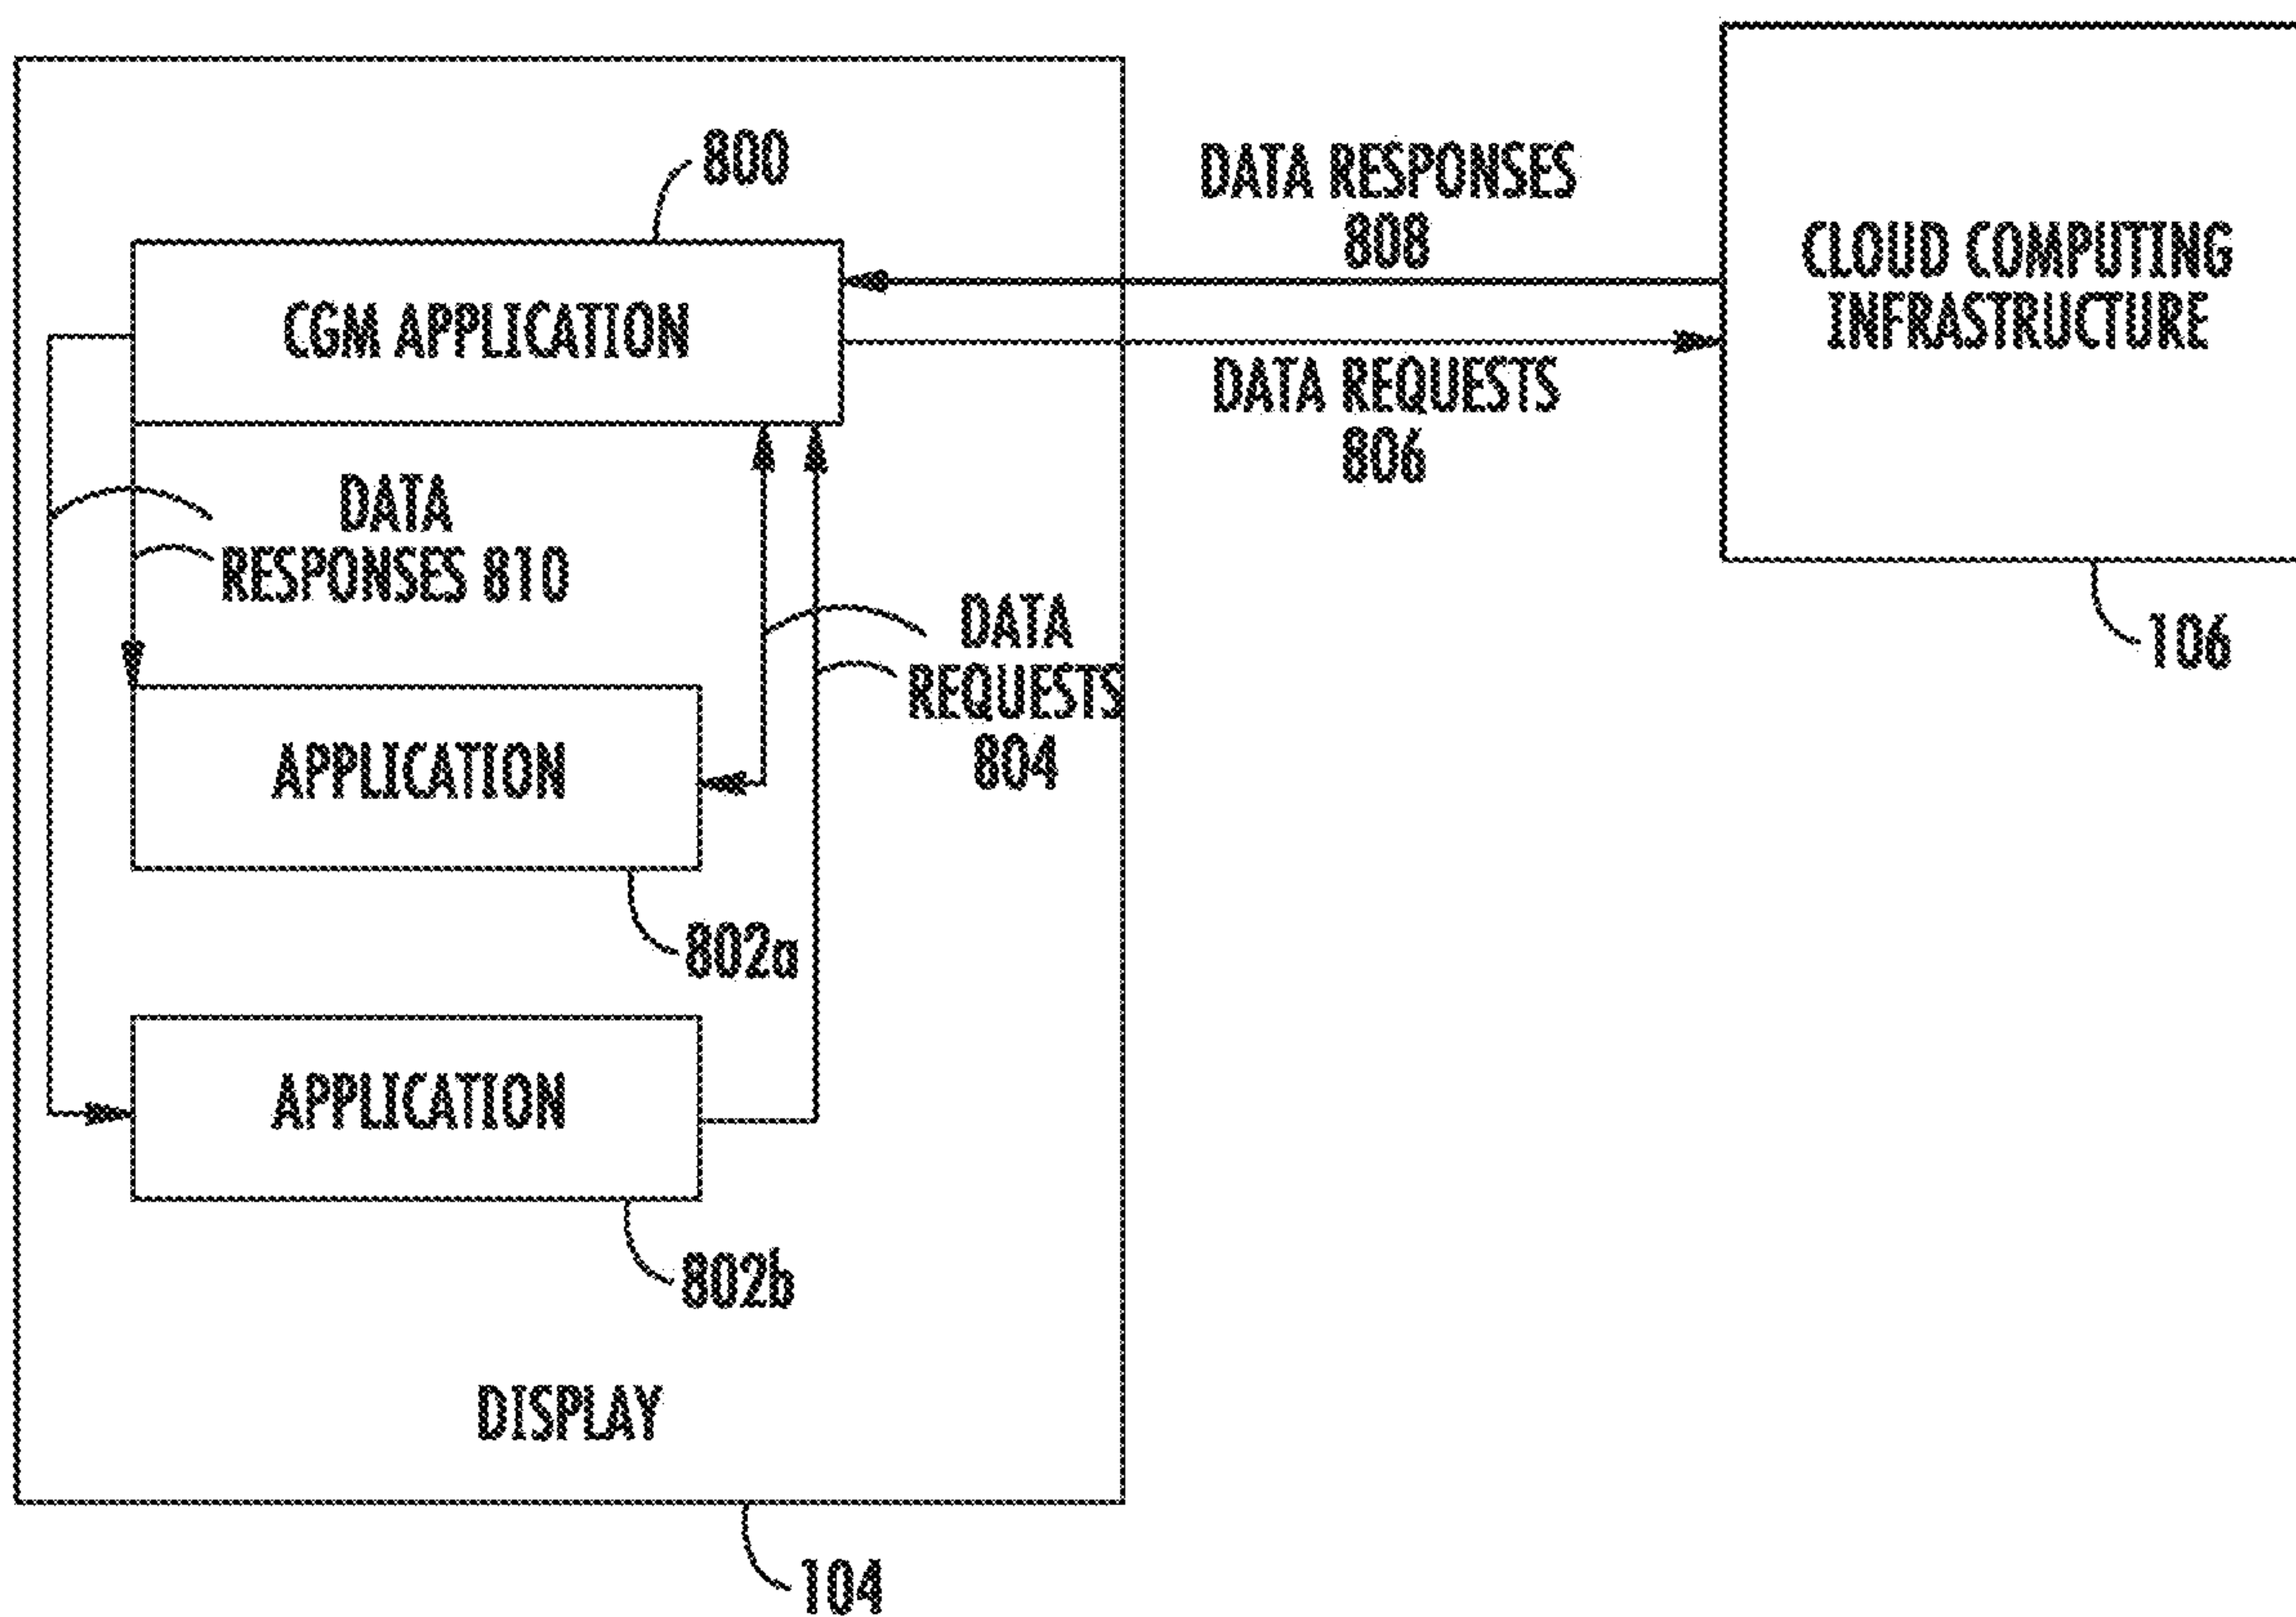 800
DATA RESPONSES
808
CLOUD COMPUTING
INFRASTRUCTURE
CGM APPLICATION
DATA REQUESTS
806
DATA
RESPONSES 810
DATA
REQUESTS
804
106
APPLICATION
802a
APPLICATION
802b
DISPLAY
104